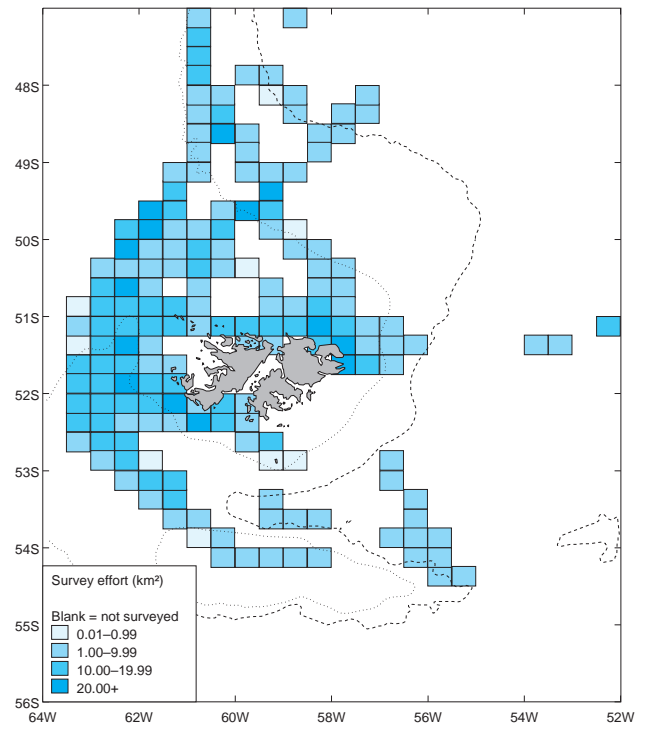 48S
49S
50S
51S
52S
53S
54S
55S
56S
Survey effort (km²)
Blank = not surveyed
0.01–0.99
1.00–9.99
10.00–19.99
20.00+
64W 62W 60W 58W 56W 54W 52W